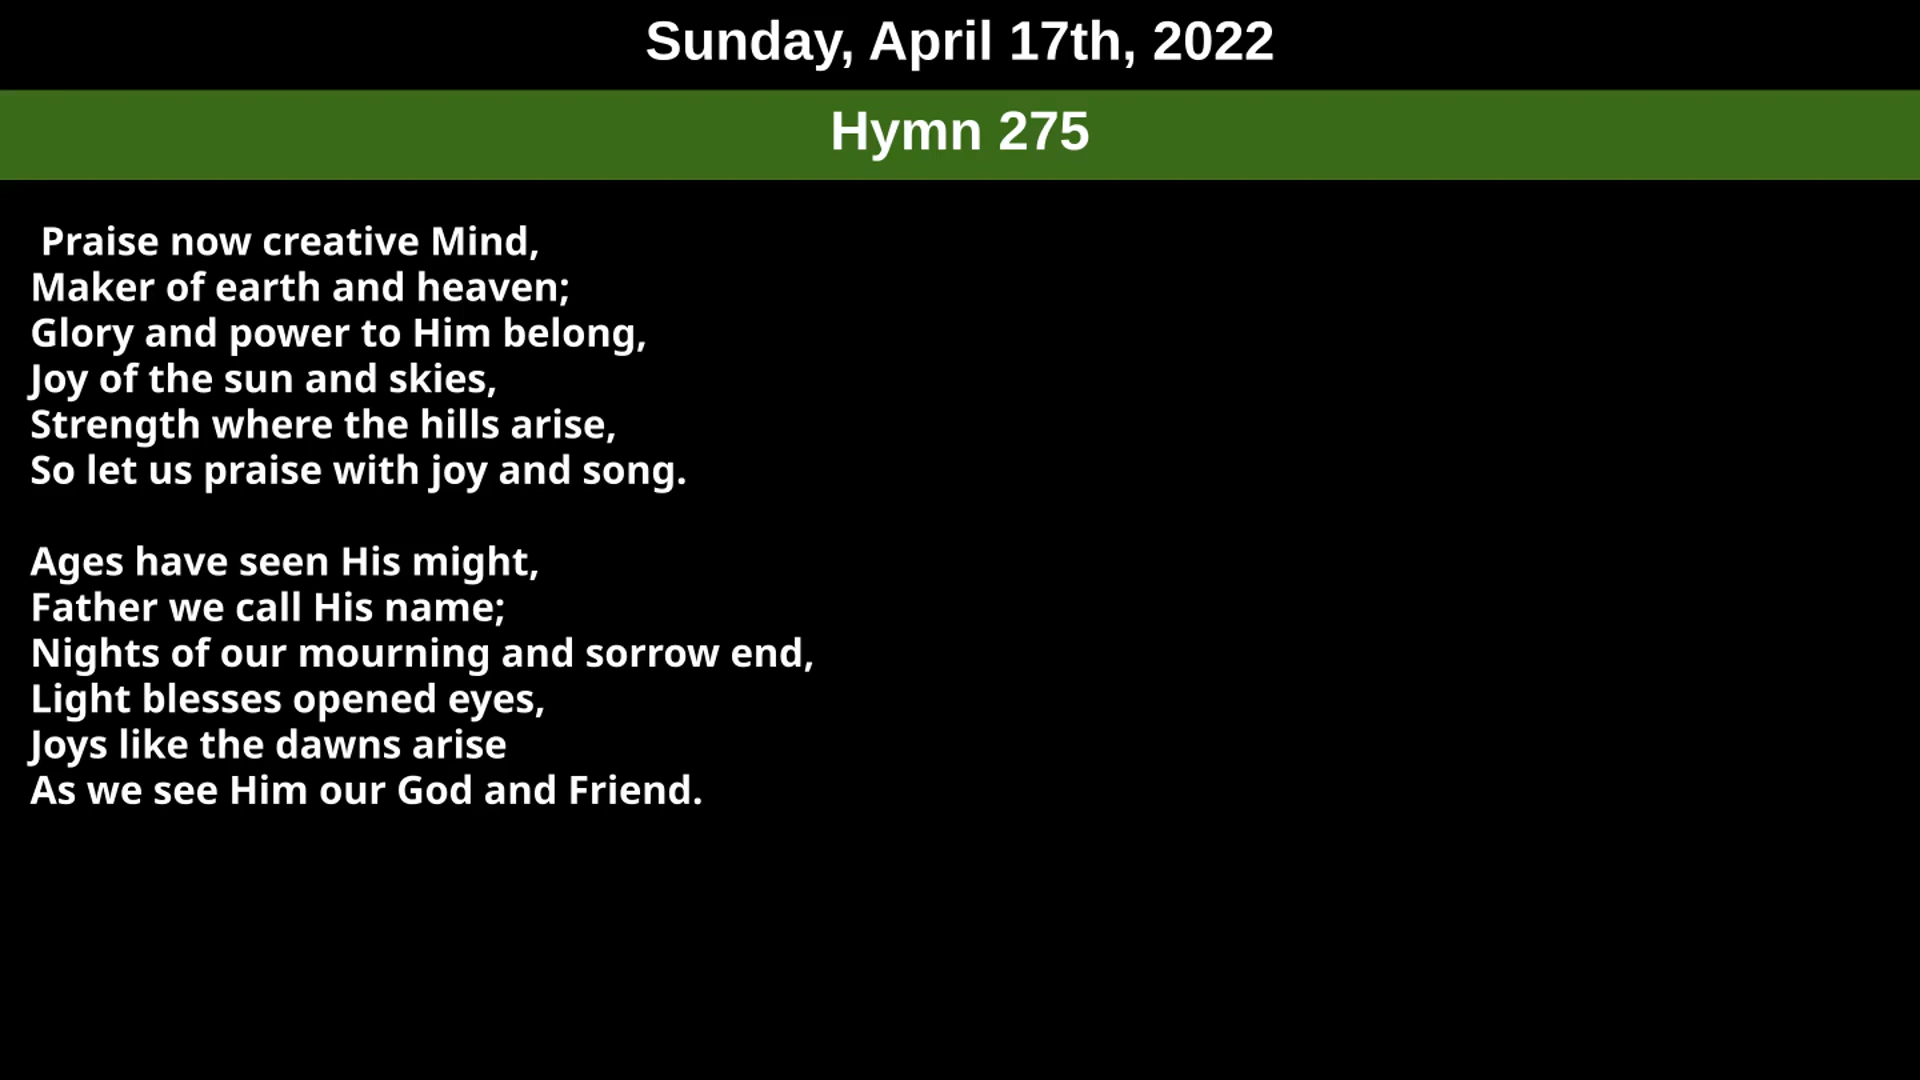 Sunday, April 17th, 2022
Hymn 275
Praise now creative Mind,
Maker of earth and heaven;
Glory and power to Him belong,
Joy of the sun and skies,
Strength where the hills arise,
So let us praise with joy and song.
Ages have seen His might,
Father we call His name;
Nights of our mourning and sorrow end,
Light blesses opened eyes,
Joys like the dawns arise
As we see Him our God and Friend.